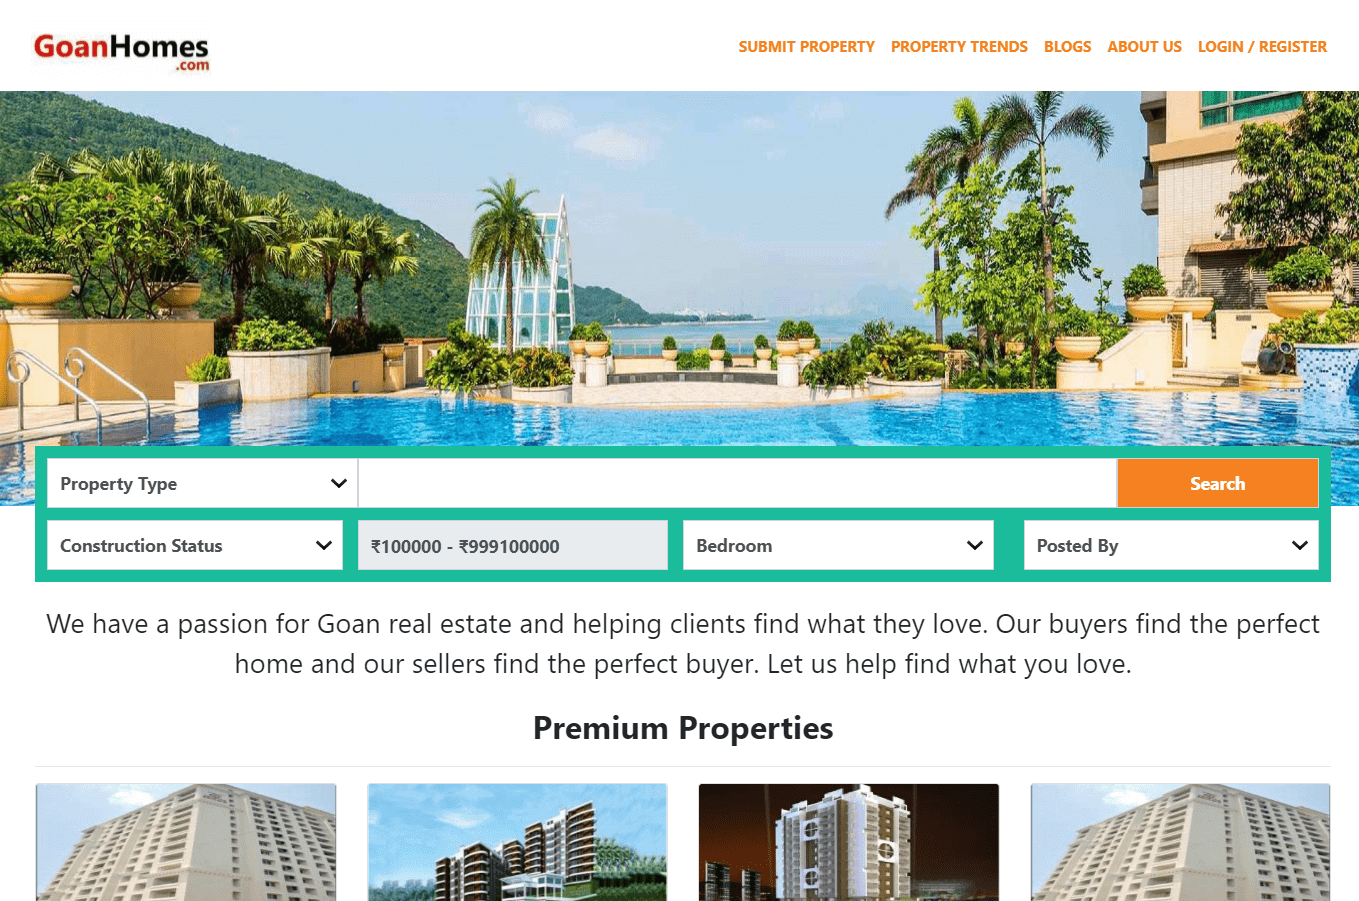 GoanHomes
.com
SUBMIT PROPERTY PROPERTY TRENDS BLOGS ABOUT US LOGIN / REGISTER
Property Type Search
Construction Status ₹100000 - ₹999100000 Bedroom Posted By
We have a passion for Goan real estate and helping clients find what they love. Our buyers find the perfect
home and our sellers find the perfect buyer. Let us help find what you love.
Premium Properties